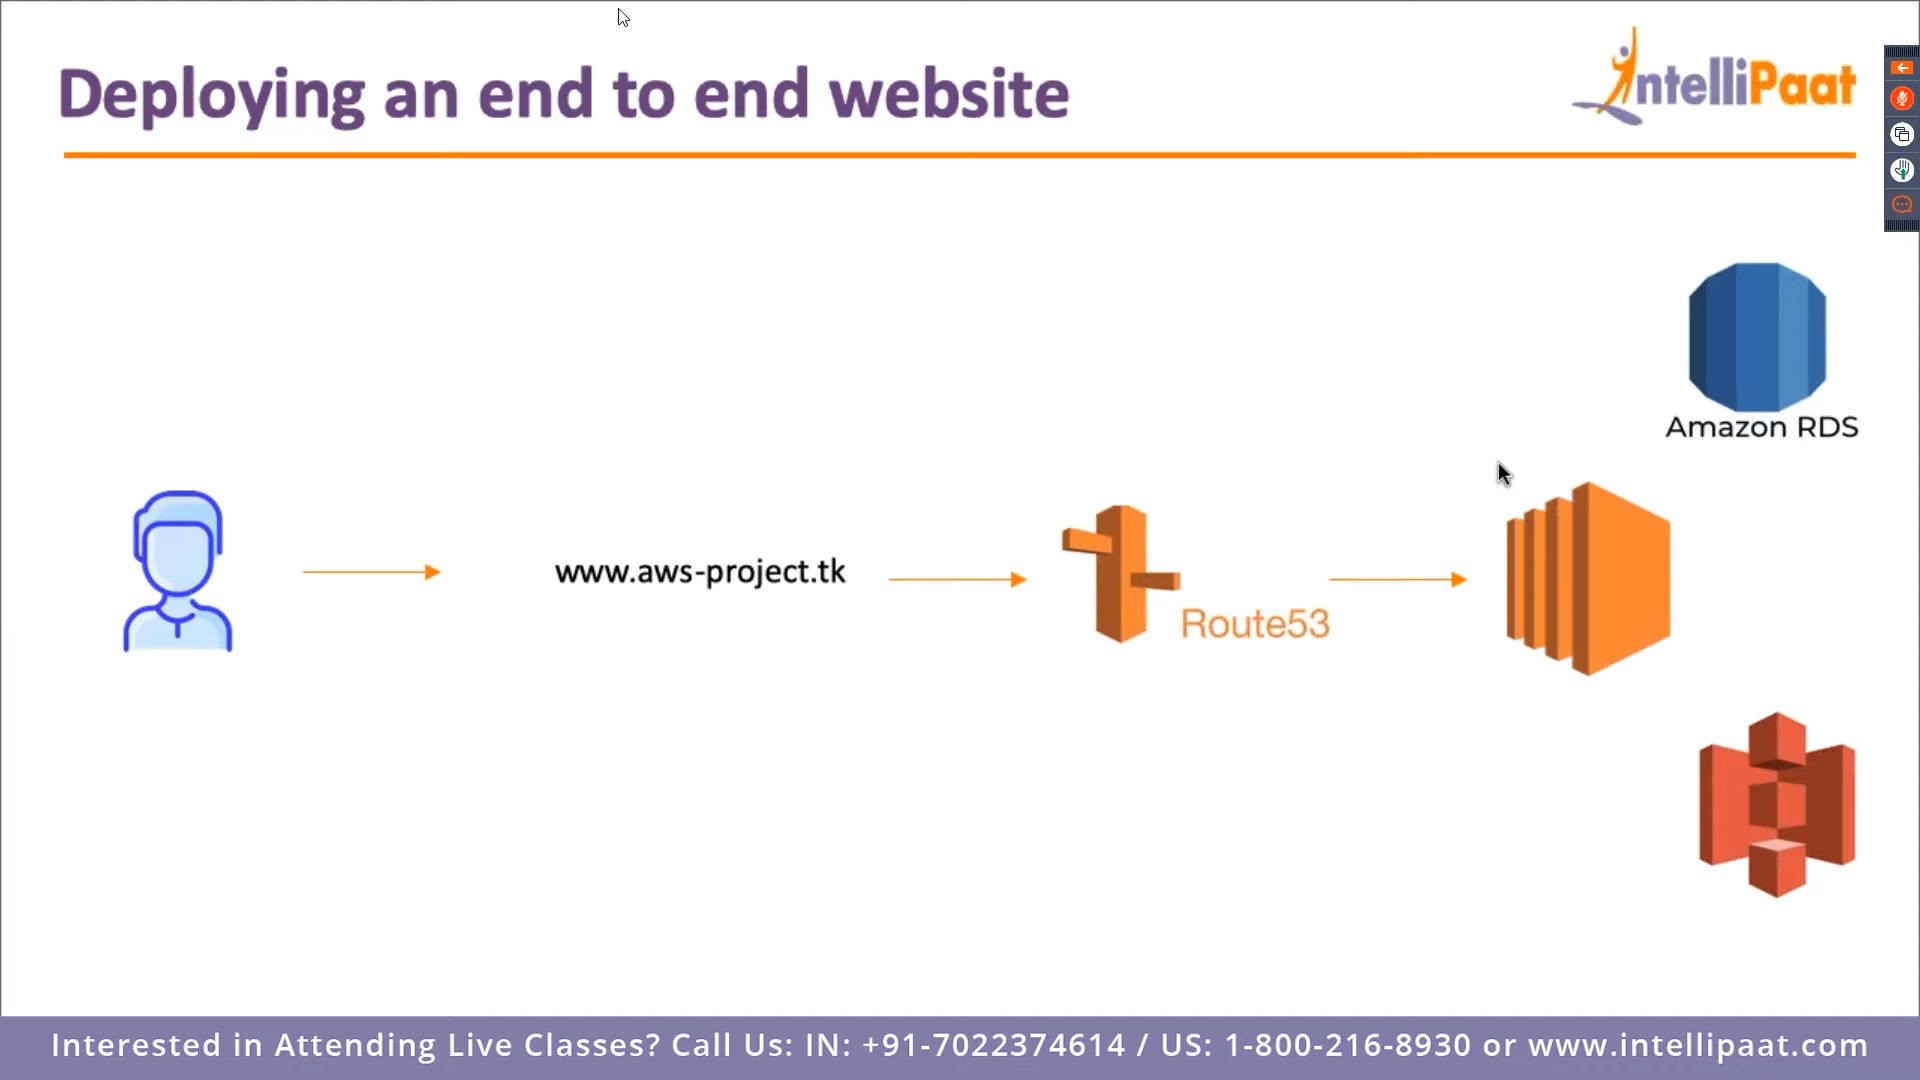 Deploying an end to end website
IntelliPaat
Amazon RDS
www.aws-project.tk
Route53
Interested in Attending Live Classes? Call Us: IN: +91-7022374614 / US: 1-800-216-8930 or www.intellipaat.com